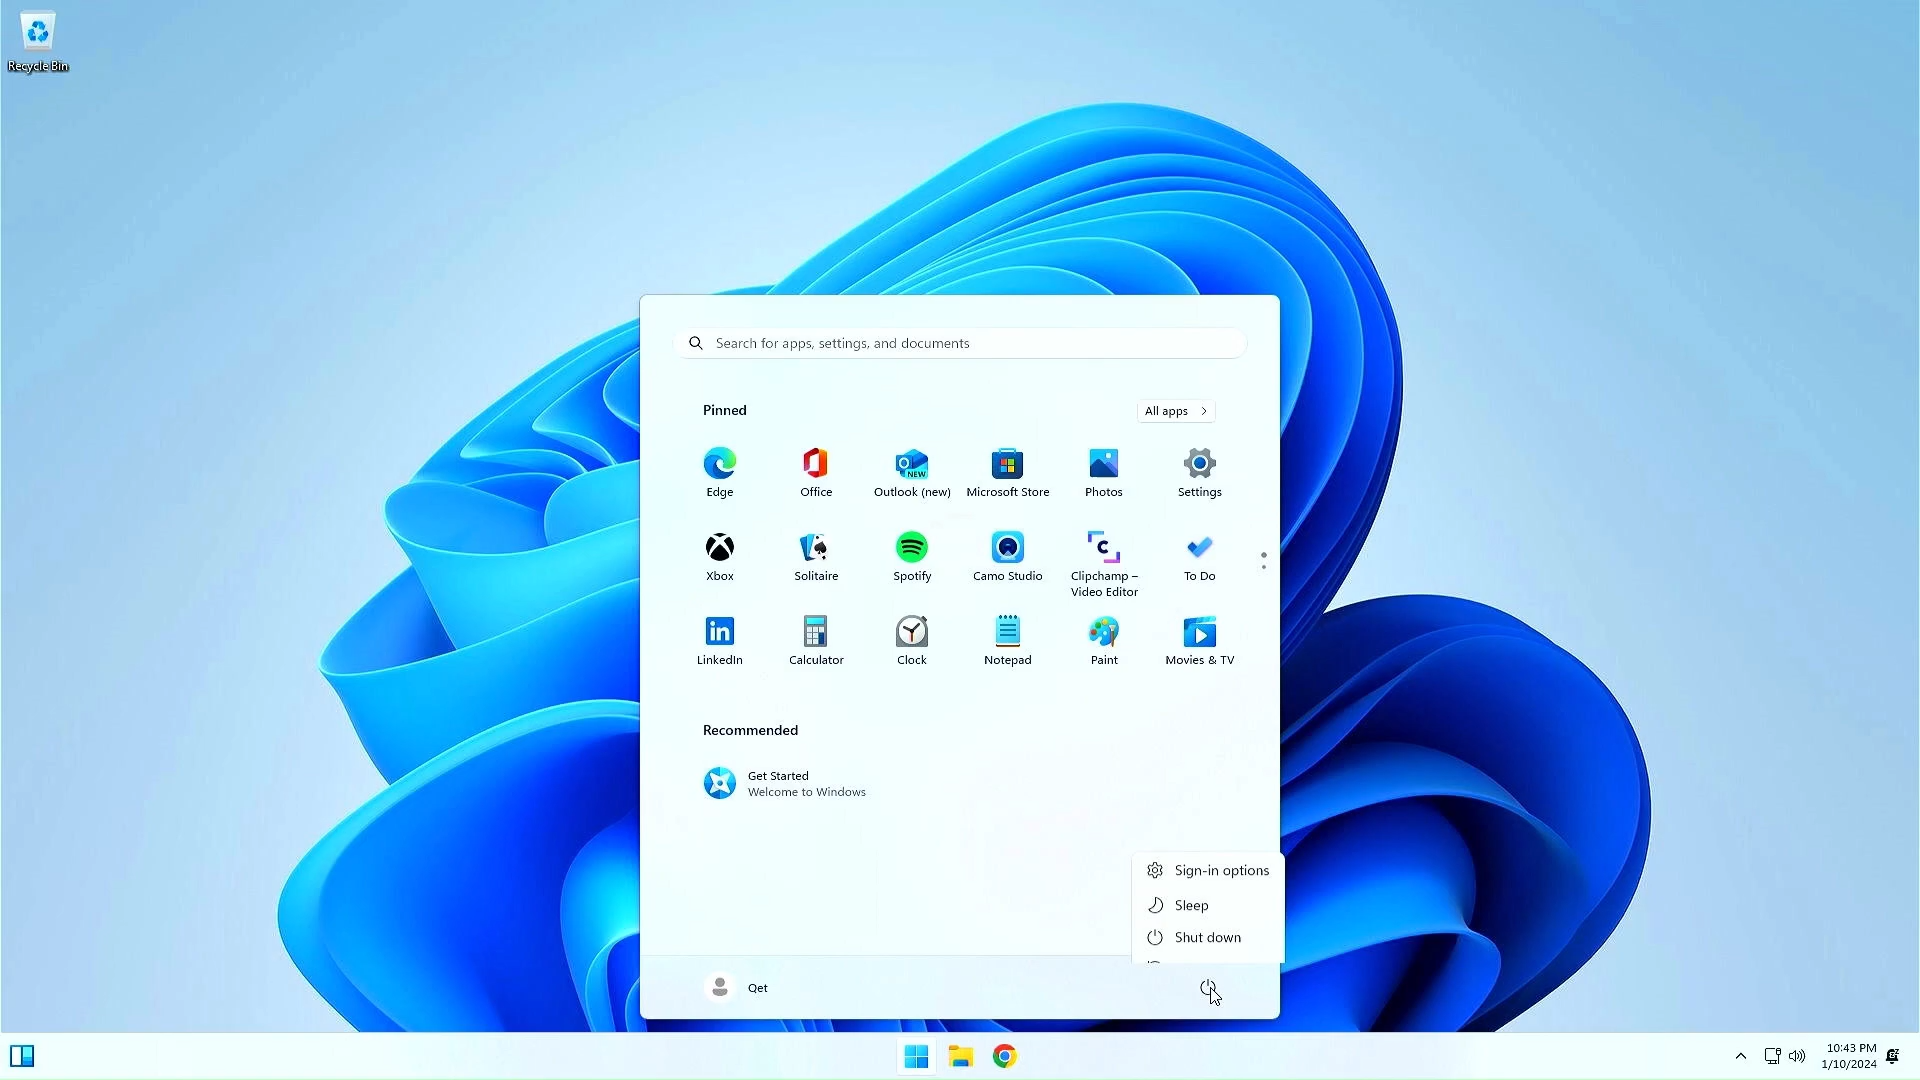 Recycle Bin
Search for apps, settings, and documents
Pinned
All apps
Edge
Office
NEW
Outlook (new)
Microsoft Store
Photos
Settings
Xbox
Solitaire
Spotify
Camo Studio
Clipchamp –
Video Editor
To Do
in
LinkedIn
Calculator
Clock
Notepad
Paint
Movies & TV
Recommended
Get Started
Welcome to Windows
Sign-in options
Sleep
Shut down
Qet
10:43 PM
1/10/2024